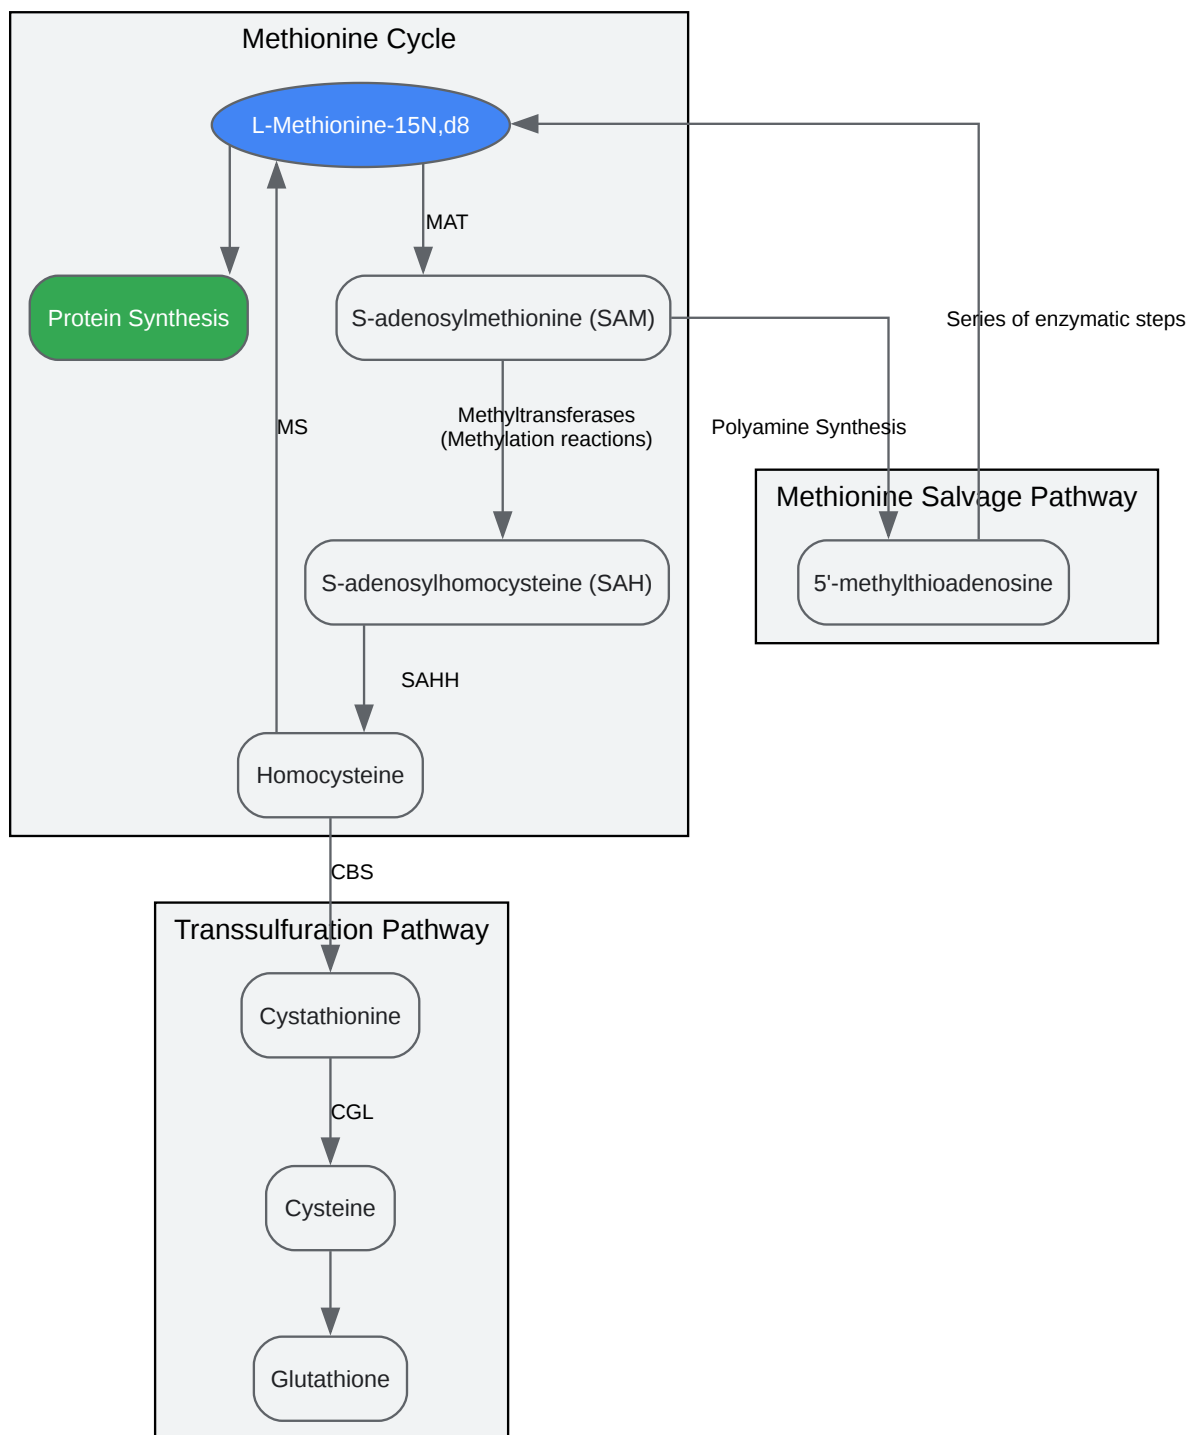 Methionine Cycle
L-Methionine-15N,d8
MAT
Protein Synthesis
S-adenosylmethionine (SAM)
Series of enzymatic steps
Methyltransferases
(Methylation reactions)
MS
Polyamine Synthesis
Methionine Salvage Pathway
S-adenosylhomocysteine (SAH)
5'-methylthioadenosine
SAHH
Homocysteine
CBS
Transsulfuration Pathway
Cystathionine
CGL
Cysteine
Glutathione